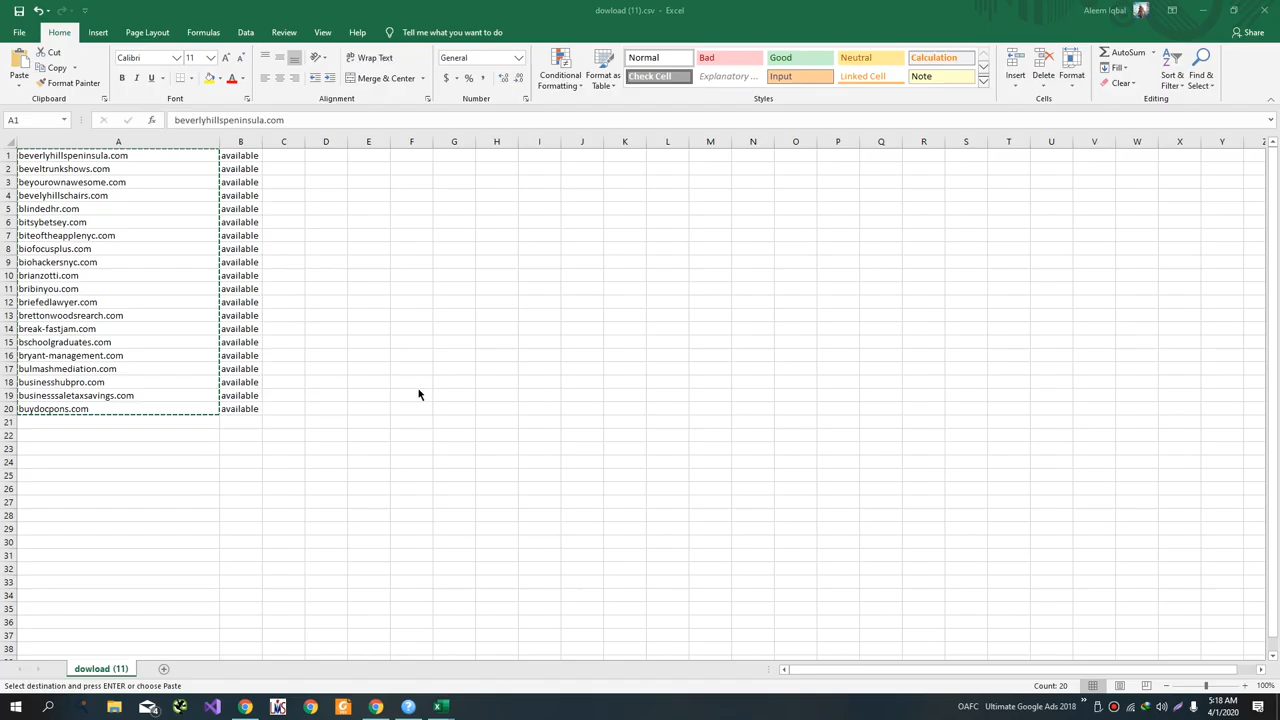 dowload (11).csv - Excel
Aleem Iqbal
File Home Insert Page Layout Formulas Data Review View Help Tell me what you want to do
Share
Paste
Cut
Copy
Format Painter
Clipboard
Calibri 11
B I U
Font
Wrap Text
Merge & Center
Alignment
General
$ % ,
Number
Conditional Formatting
Format as Table
Normal Bad Good Neutral Calculation
Check Cell Explanatory ... Input Linked Cell Note
Styles
Insert Delete Format
Cells
AutoSum
Fill
Clear
Sort & Filter
Find & Select
Editing
A1
fx
beverlyhillspeninsula.com
A B C D E F G H I J K L M N O P Q R S T U V W X Y Z
1 beverlyhillspeninsula.com available
2 beveltrunkshows.com available
3 beyourownawesome.com available
4 bevelyhillschairs.com available
5 blindedhr.com available
6 bitsybetsey.com available
7 biteoftheapplenyc.com available
8 biofocusplus.com available
9 biohackersnyc.com available
10 brianzotti.com available
11 bribinyou.com available
12 briefedlawyer.com available
13 brettonwoodsrearch.com available
14 break-fastjam.com available
15 bschoolgraduates.com available
16 bryant-management.com available
17 bulmashmediation.com available
18 businesshubpro.com available
19 businesssaletaxsavings.com available
20 buydocpons.com available
21
22
23
24
25
26
27
28
29
30
31
32
33
34
35
36
37
38
dowload (11)
Select destination and press ENTER or choose Paste
Count: 20
100%
OAFC
Ultimate Google Ads 2018
5:18 AM
4/1/2020